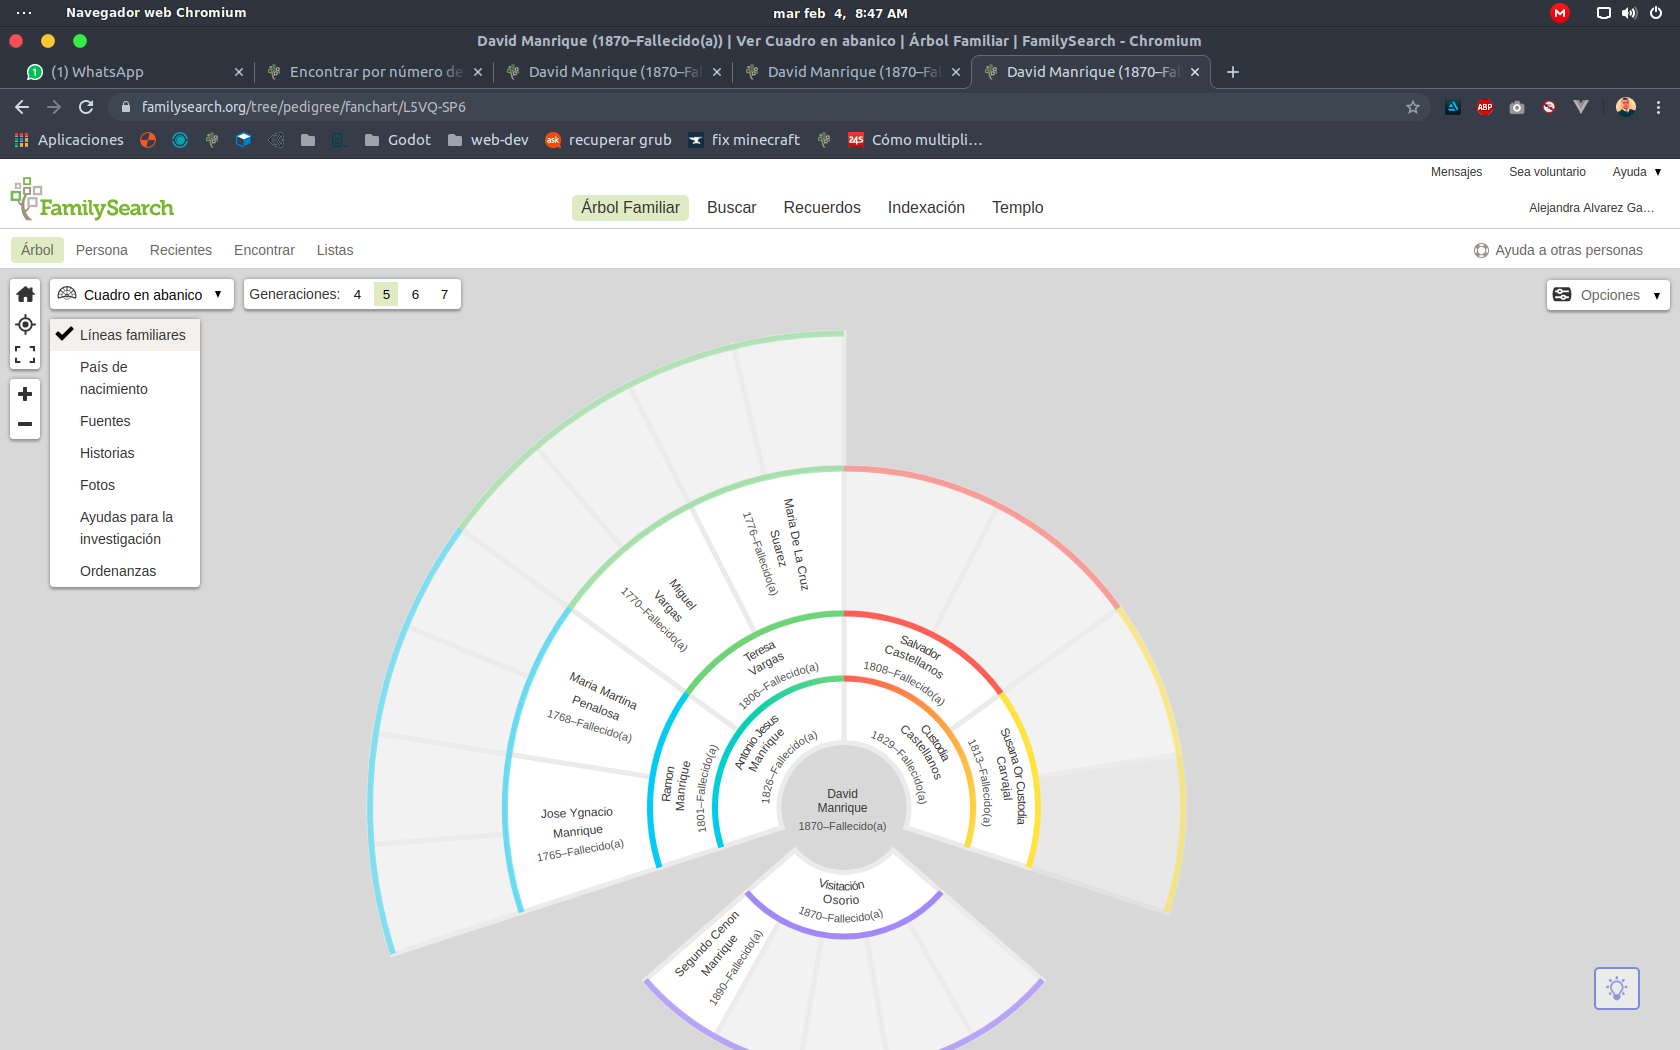 Navegador web Chromium
mar feb 4, 8:47 AM
David Manrique (1870–Fallecido(a)) | Ver Cuadro en abanico | Árbol Familiar | FamilySearch - Chromium
(1) WhatsApp
Encontrar por número de
David Manrique (1870–Fal
David Manrique (1870–Fal
David Manrique (1870–Fal
familysearch.org/tree/pedigree/fanchart/L5VQ-SP6
ABP
Aplicaciones
Godot
web-dev
ask
recuperar grub
fix minecraft
245
Cómo multipli…
Mensajes
Sea voluntario
Ayuda
FamilySearch
Árbol Familiar
Buscar
Recuerdos
Indexación
Templo
Alejandra Alvarez Ga…
Árbol
Persona
Recientes
Encontrar
Listas
Ayuda a otras personas
Cuadro en abanico
Generaciones: 4 5 6 7
Opciones
Líneas familiares
País de
nacimiento
Fuentes
Historias
Fotos
Ayudas para la
investigación
Ordenanzas
Maria De La Cruz
Suarez
1776–Fallecido(a)
Miguel
Vargas
1770–Fallecido(a)
Maria Martina
Penalosa
1768–Fallecido(a)
Jose Ygnacio
Manrique
1765–Fallecido(a)
Teresa
Vargas
1806–Fallecido(a)
Salvador
Castellanos
1808–Fallecido(a)
Ramon
Manrique
1801–Fallecido(a)
Antonio Jesus
Manrique
1826–Fallecido(a)
Custodia
Castellanos
1829–Fallecido(a)
Susana Or Custodia
Carvajal
1813–Fallecido(a)
David
Manrique
1870–Fallecido(a)
Visitación
Osorio
1870–Fallecido(a)
Segundo Cenon
Manrique
1890–Fallecido(a)